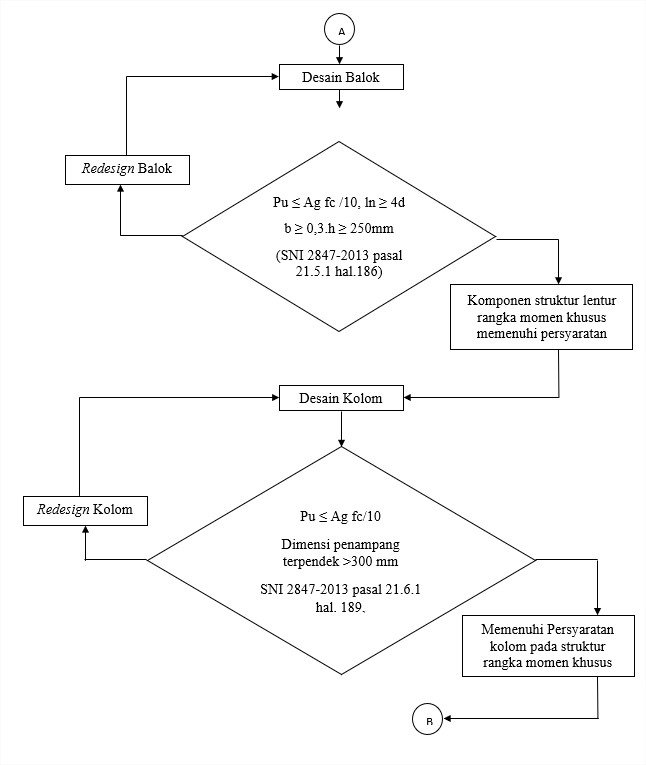 A
Desain Balok
Redesign Balok
Pu ≤ Ag fc /10, ln ≥ 4d
b ≥ 0,3.h ≥ 250mm
(SNI 2847-2013 pasal
21.5.1 hal.186)
Komponen struktur lentur
rangka momen khusus
memenuhi persyaratan
Desain Kolom
Redesign Kolom
Pu ≤ Ag fc/10
Dimensi penampang
terpendek >300 mm
SNI 2847-2013 pasal 21.6.1
hal. 189.
Memenuhi Persyaratan
kolom pada struktur
rangka momen khusus
B